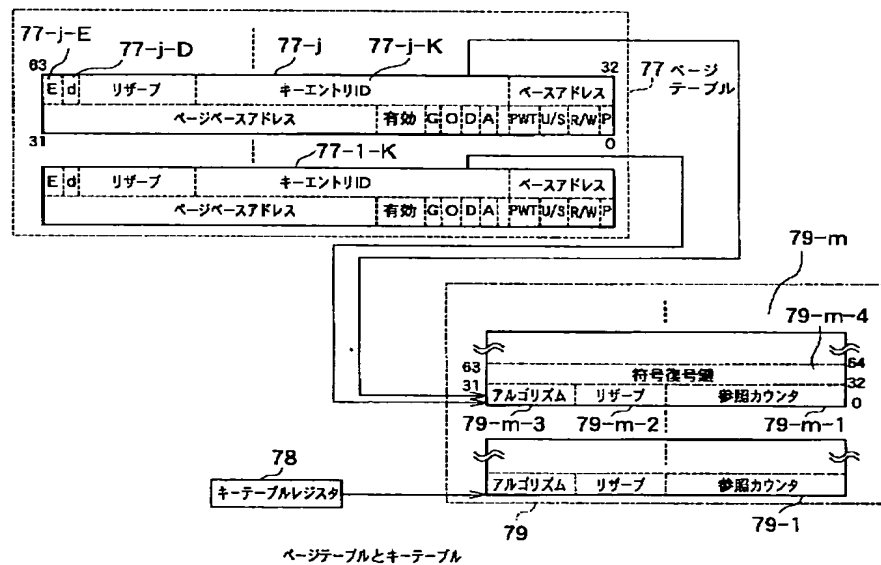 77-j-E
77-j-D
77-j
77-j-K
63
32
E d リザーブ キーエントリID ベースアドレス
77 ページテーブル
ページベースアドレス 有効 G O D A PWT U/S R/W P
31
0
77-1-K
E d リザーブ キーエントリID ベースアドレス
ページベースアドレス 有効 G O D A PWT U/S R/W P
79-m
79-m-4
63
64
符号復号鍵
31
32
アルゴリズム リザーブ 参照カウンタ
0
79-m-3 79-m-2 79-m-1
78
キーテーブルレジスタ
アルゴリズム リザーブ 参照カウンタ
79
79-1
ページテーブルとキーテーブル